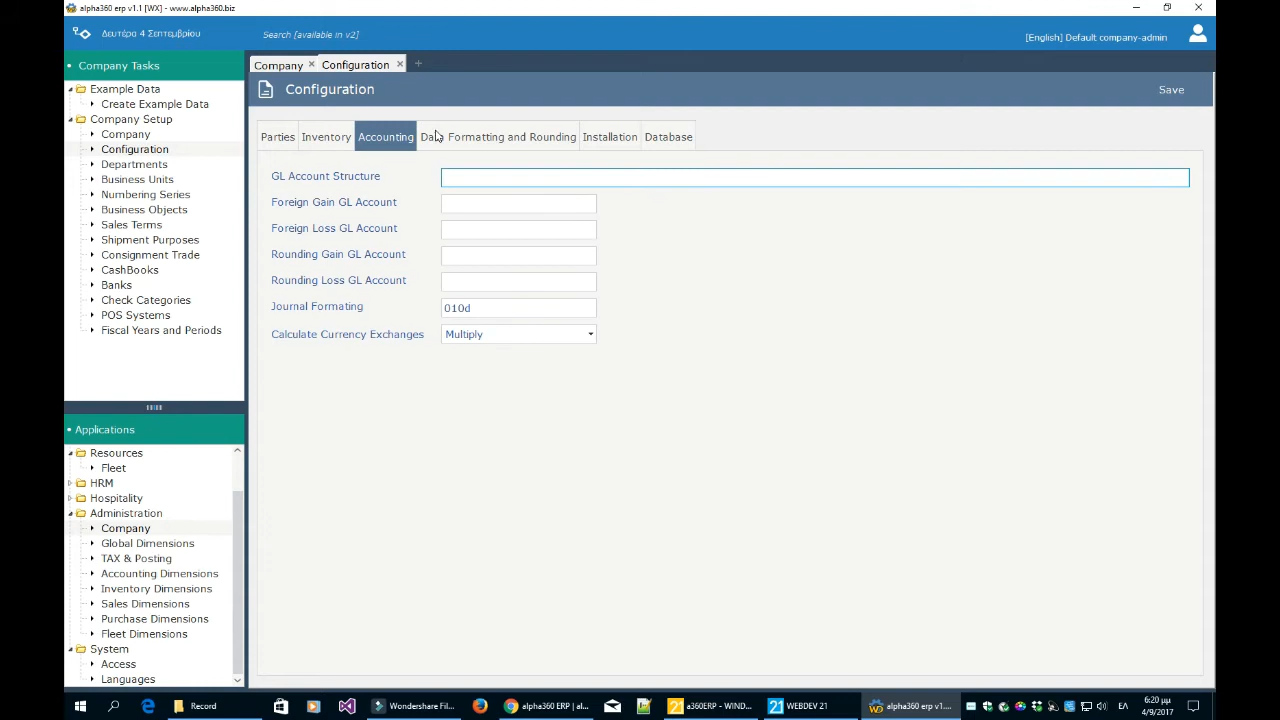 alpha360 erp v1.1 [WX] - www.alpha360.biz
Δευτέρα 4 Σεπτεμβρίου
Search [available in v2]
[English] Default company-admin
Company Tasks
Example Data
Create Example Data
Company Setup
Company
Configuration
Departments
Business Units
Numbering Series
Business Objects
Sales Terms
Shipment Purposes
Consignment Trade
CashBooks
Banks
Check Categories
POS Systems
Fiscal Years and Periods
Applications
Resources
Fleet
HRM
Hospitality
Administration
Company
Global Dimensions
TAX & Posting
Accounting Dimensions
Inventory Dimensions
Sales Dimensions
Purchase Dimensions
Fleet Dimensions
System
Access
Languages
Company Configuration
Configuration Save
Parties Inventory Accounting Formatting and Rounding Installation Database
GL Account Structure
Foreign Gain GL Account
Foreign Loss GL Account
Rounding Gain GL Account
Rounding Loss GL Account
Journal Formating 010d
Calculate Currency Exchanges Multiply
Record
Wondershare Fil...
alpha360 ERP | al...
a360ERP - WIND...
WEBDEV 21
alpha360 erp v1....
ΕΛ
6:20 μμ
4/9/2017